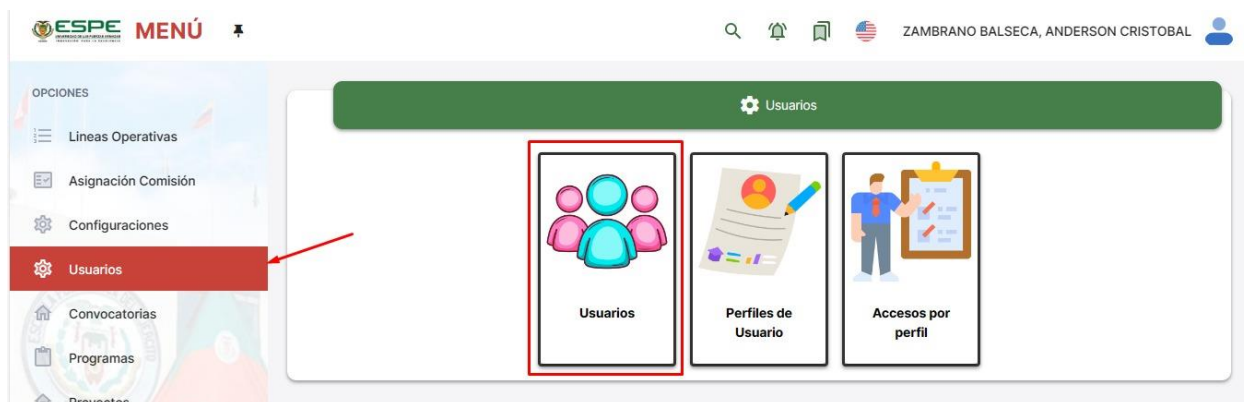 ESPE MENÚ
ZAMBRANO BALSECA, ANDERSON CRISTOBAL
OPCIONES
Lineas Operativas
Asignación Comisión
Configuraciones
Usuarios
Convocatorias
Programas
Proyectos
Usuarios
Usuarios
Perfiles de
Usuario
Accesos por
perfil